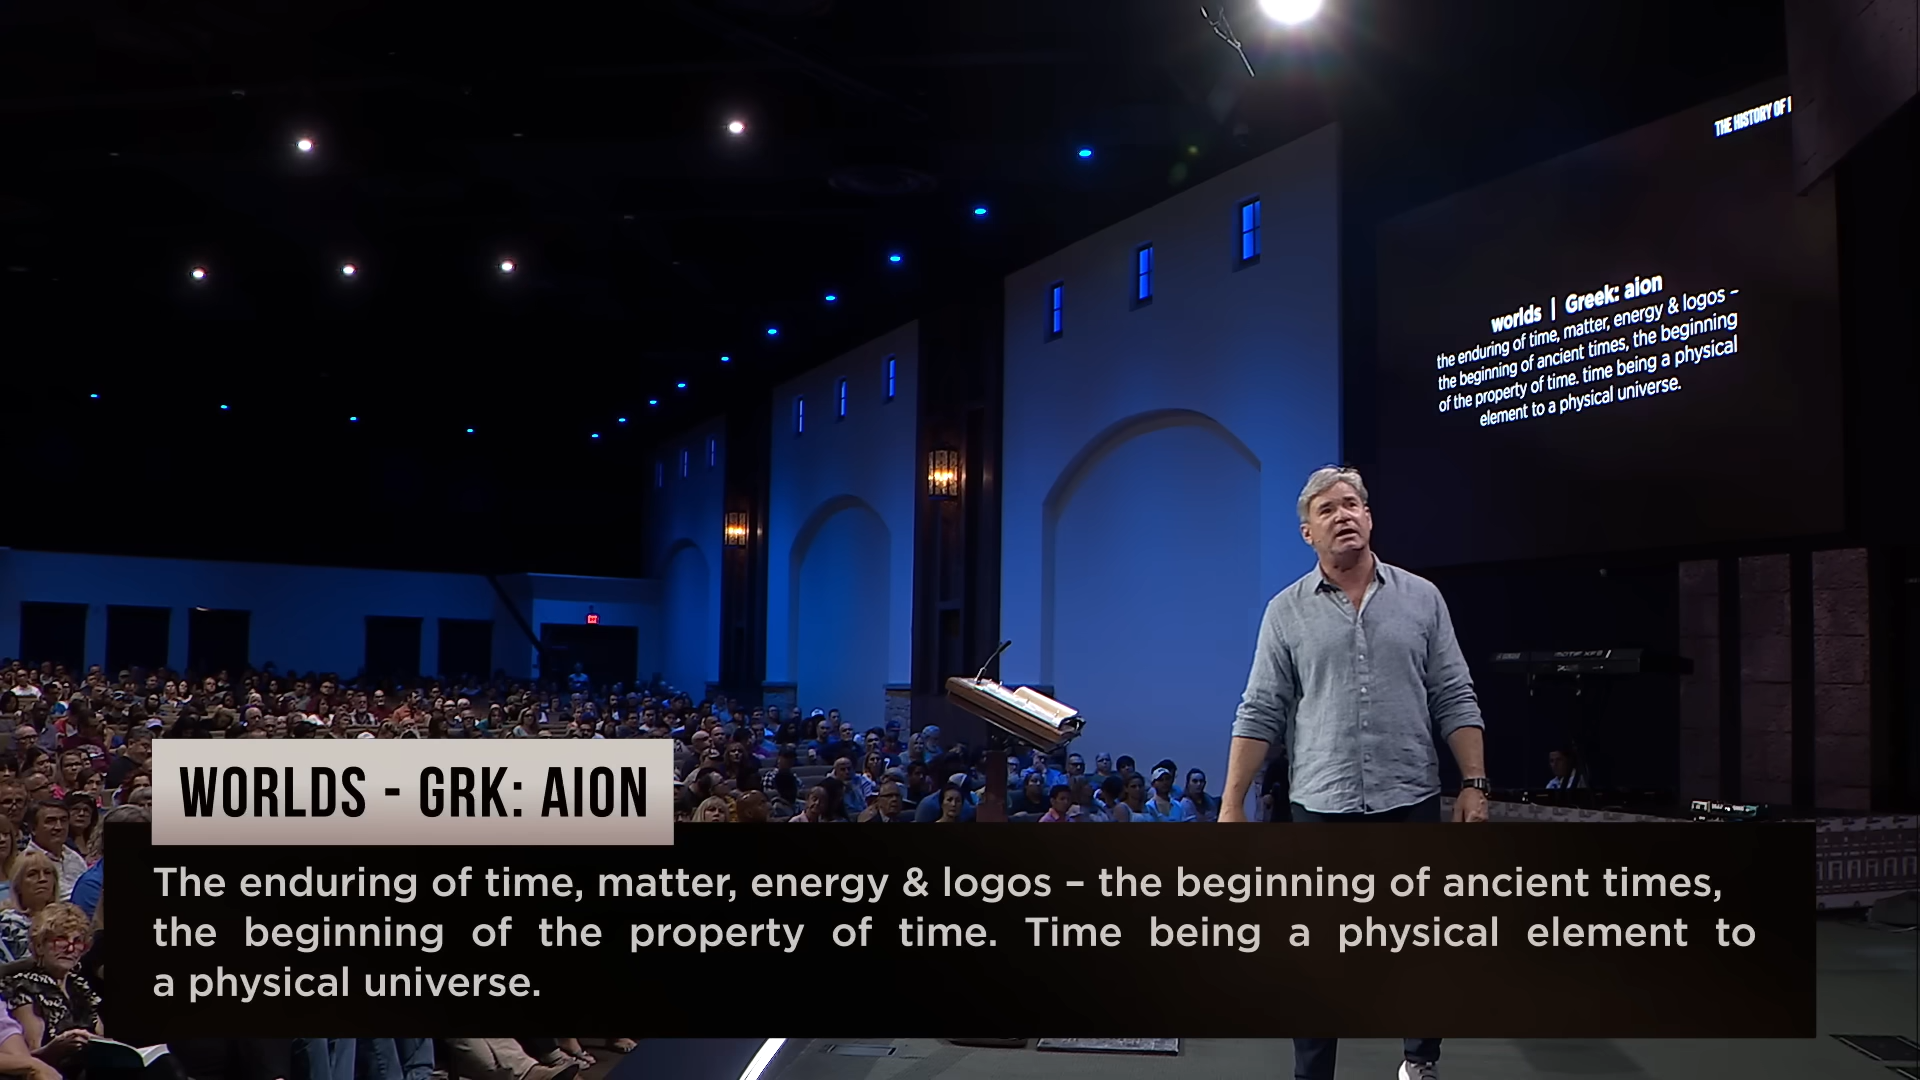 THE HISTORY OF
worlds | Greek: aion
the enduring of time, matter, energy & logos –
the beginning of ancient times, the beginning
of the property of time. time being a physical
element to a physical universe.
WORLDS - GRK: AION
The enduring of time, matter, energy & logos – the beginning of ancient times,
the beginning of the property of time. Time being a physical element to
a physical universe.